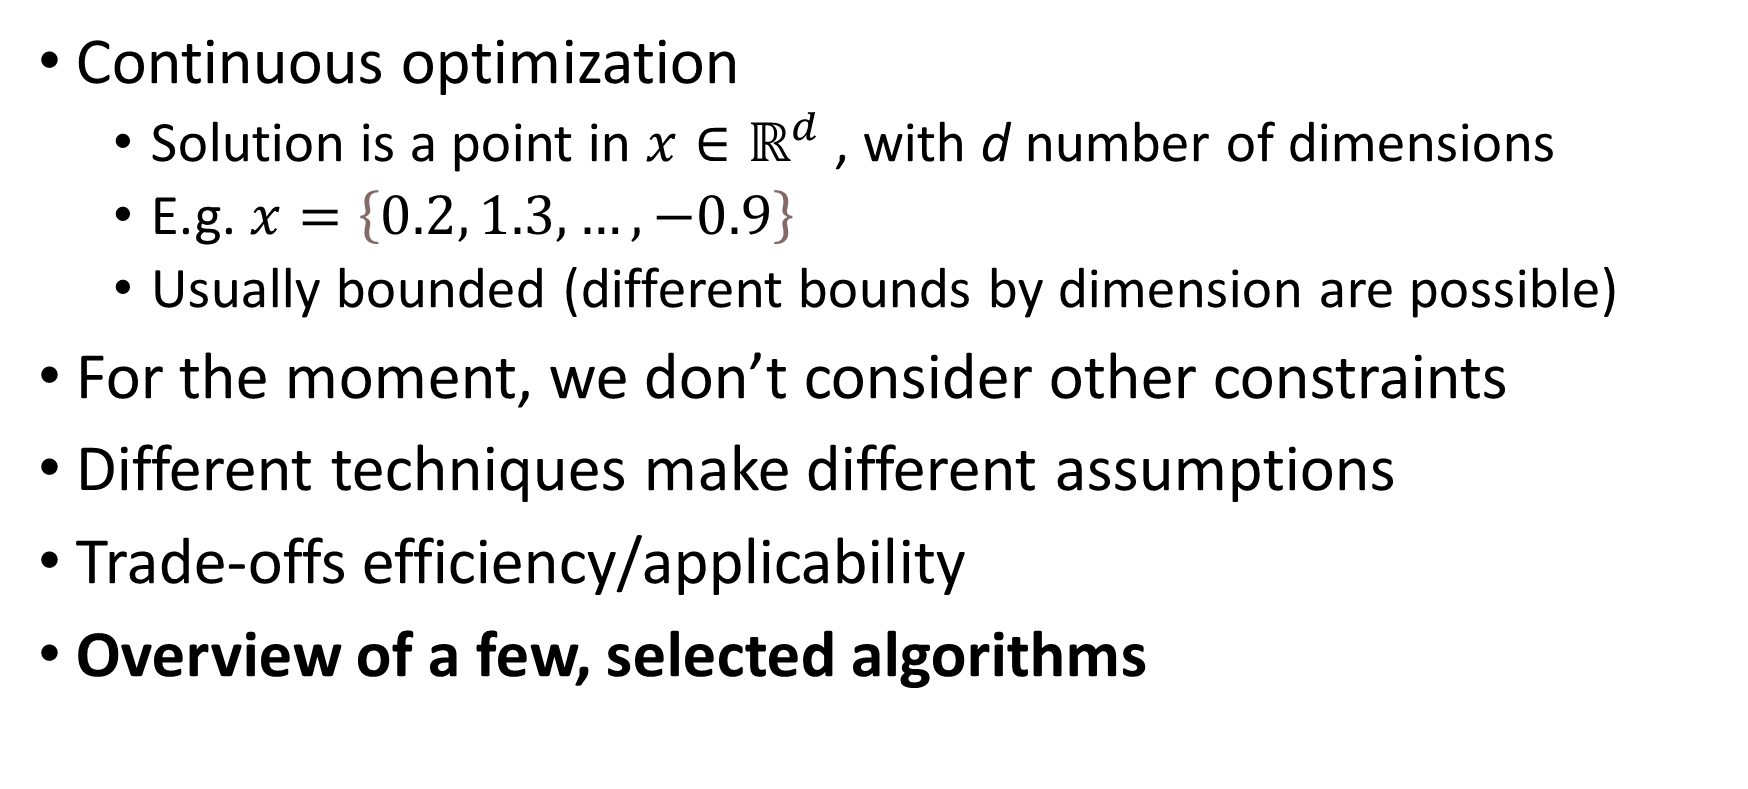 • Continuous optimization
• Solution is a point in x ∈ ℝᵈ , with d number of dimensions
• E.g. x = {0.2, 1.3, … , −0.9}
• Usually bounded (different bounds by dimension are possible)
• For the moment, we don’t consider other constraints
• Different techniques make different assumptions
• Trade-offs efficiency/applicability
• Overview of a few, selected algorithms